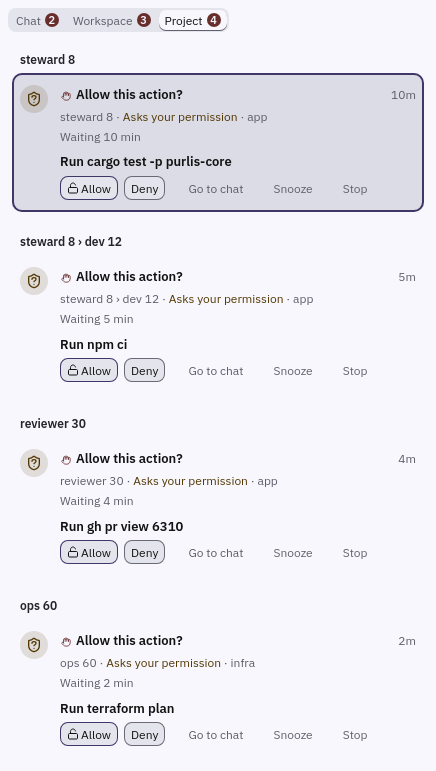 Chat 2 Workspace 3 Project 4
steward 8
Allow this action? 10m
steward 8 · Asks your permission · app
Waiting 10 min
Run cargo test -p purlis-core
Allow Deny Go to chat Snooze Stop
steward 8 › dev 12
Allow this action? 5m
steward 8 › dev 12 · Asks your permission · app
Waiting 5 min
Run npm ci
Allow Deny Go to chat Snooze Stop
reviewer 30
Allow this action? 4m
reviewer 30 · Asks your permission · app
Waiting 4 min
Run gh pr view 6310
Allow Deny Go to chat Snooze Stop
ops 60
Allow this action? 2m
ops 60 · Asks your permission · infra
Waiting 2 min
Run terraform plan
Allow Deny Go to chat Snooze Stop